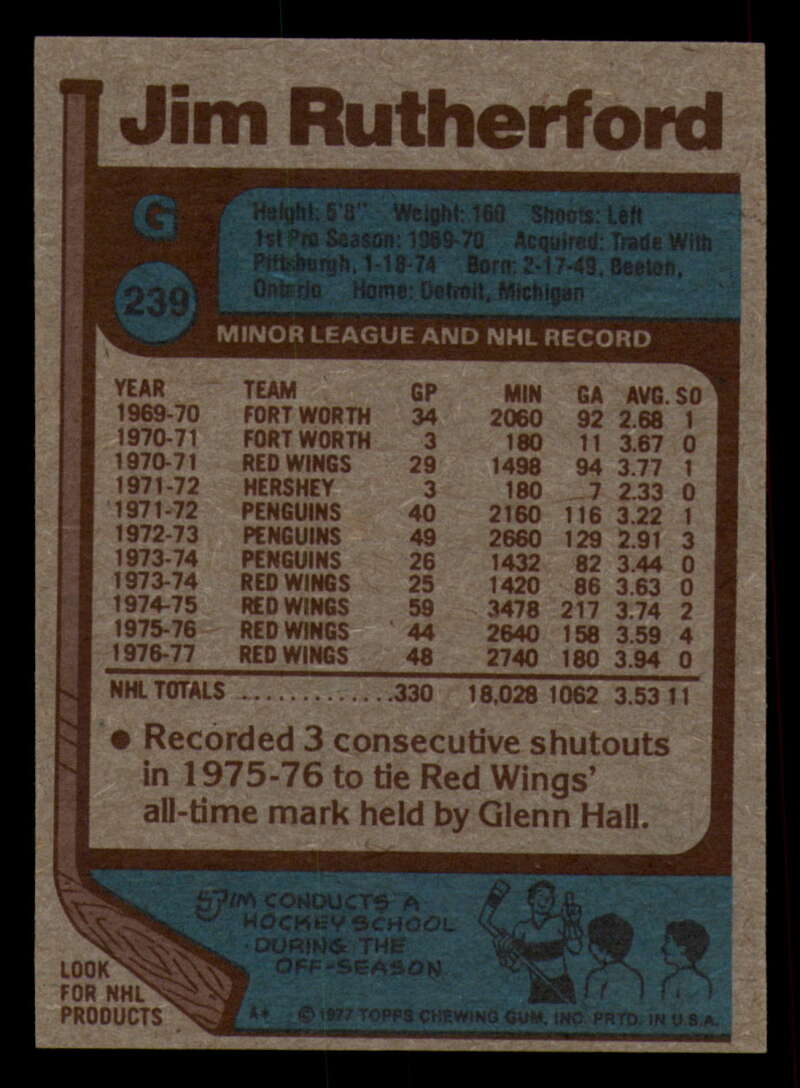 Jim Rutherford
G
239
Height: 5'8" Weight: 160 Shoots: Left
1st Pro Season: 1969-70 Acquired: Trade With
Pittsburgh, 1-18-74 Born: 2-17-49, Beeton,
Ontario Home: Detroit, Michigan
MINOR LEAGUE AND NHL RECORD
YEAR TEAM GP MIN GA AVG. SO
1969-70 FORT WORTH 34 2060 92 2.68 1
1970-71 FORT WORTH 3 180 11 3.67 0
1970-71 RED WINGS 29 1498 94 3.77 1
1971-72 HERSHEY 3 180 7 2.33 0
1971-72 PENGUINS 40 2160 116 3.22 1
1972-73 PENGUINS 49 2660 129 2.91 3
1973-74 PENGUINS 26 1432 82 3.44 0
1973-74 RED WINGS 25 1420 86 3.63 0
1974-75 RED WINGS 59 3478 217 3.74 2
1975-76 RED WINGS 44 2640 158 3.59 4
1976-77 RED WINGS 48 2740 180 3.94 0
NHL TOTALS ..............330 18,028 1062 3.53 11
● Recorded 3 consecutive shutouts
in 1975-76 to tie Red Wings'
all-time mark held by Glenn Hall.
JIM CONDUCTS A
HOCKEY SCHOOL
DURING THE
OFF-SEASON
LOOK
FOR NHL
PRODUCTS
A* © 1977 TOPPS CHEWING GUM, INC. PRTD. IN U.S.A.